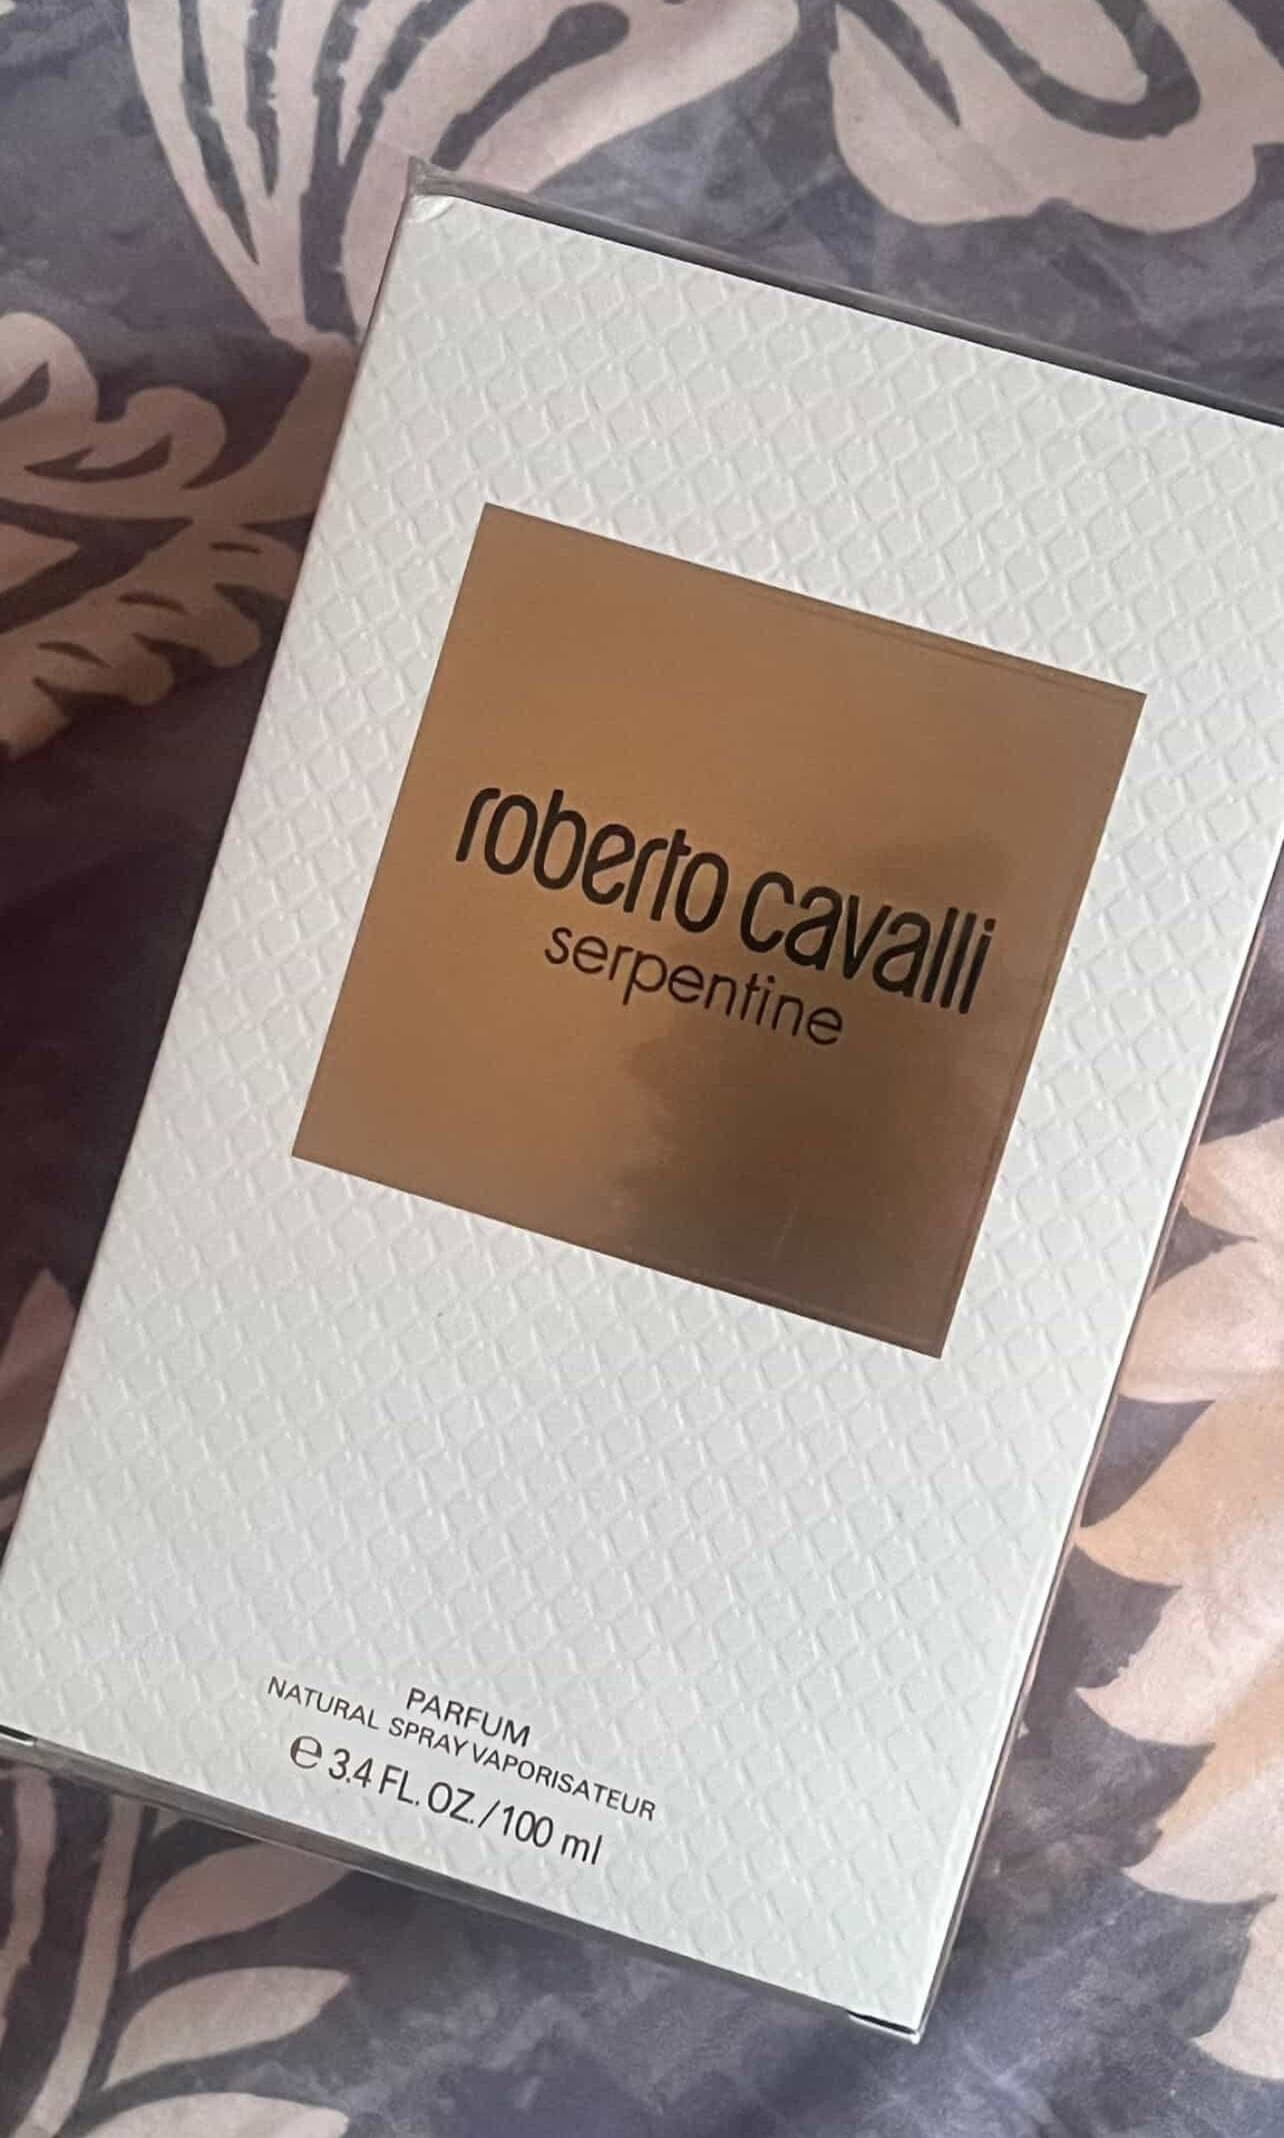 roberto cavalli
serpentine
PARFUM
NATURAL SPRAY VAPORISATEUR
℮ 3.4 FL. OZ./100 ml